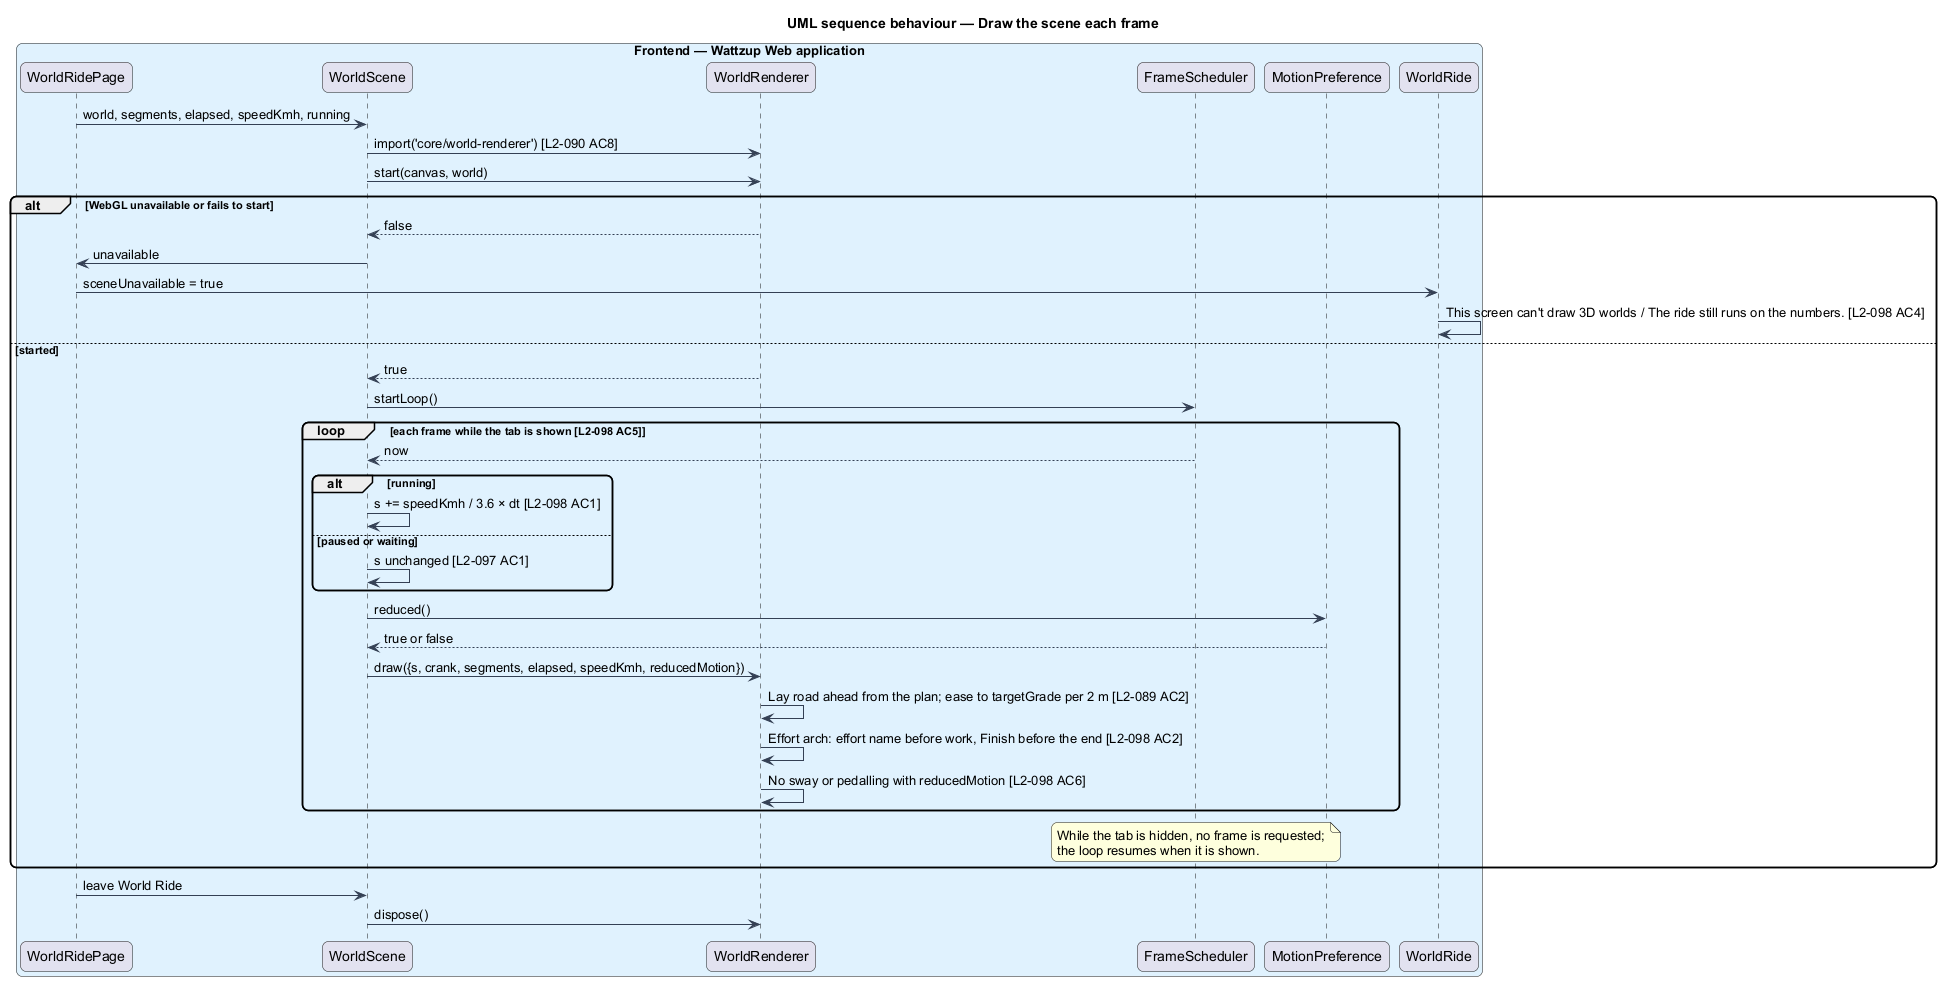 UML sequence behaviour — Draw the scene each frame
Frontend — Wattzup Web application
WorldRidePage WorldScene WorldRenderer FrameScheduler MotionPreference WorldRide
world, segments, elapsed, speedKmh, running
import('core/world-renderer') [L2-090 AC8]
start(canvas, world)
alt [WebGL unavailable or fails to start]
false
unavailable
sceneUnavailable = true
This screen can't draw 3D worlds / The ride still runs on the numbers. [L2-098 AC4]
[started]
true
startLoop()
loop [each frame while the tab is shown [L2-098 AC5]]
now
alt [running]
s += speedKmh / 3.6 × dt [L2-098 AC1]
[paused or waiting]
s unchanged [L2-097 AC1]
reduced()
true or false
draw({s, crank, segments, elapsed, speedKmh, reducedMotion})
Lay road ahead from the plan; ease to targetGrade per 2 m [L2-089 AC2]
Effort arch: effort name before work, Finish before the end [L2-098 AC2]
No sway or pedalling with reducedMotion [L2-098 AC6]
While the tab is hidden, no frame is requested;
the loop resumes when it is shown.
leave World Ride
dispose()
WorldRidePage WorldScene WorldRenderer FrameScheduler MotionPreference WorldRide